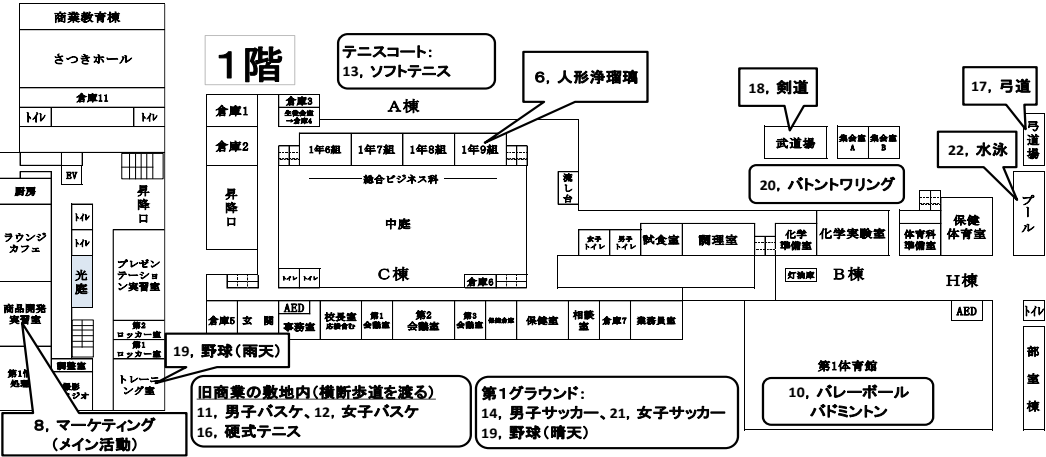 商業教育棟
さつきホール
倉庫11
トイレ
トイレ
EV
昇降口
厨房
ラウンジ
カフェ
トイレ
トイレ
光庭
プレゼン
テーショ
ン実習室
商品開発
実習室
第2
ロッカー室
第1
ロッカー室
調整室
トレーニ
ング室
8，マーケティング
（メイン活動）
19，野球（雨天）
1階
テニスコート：
13，ソフトテニス
A棟
6，人形浄瑠璃
倉庫1
倉庫2
倉庫3
生徒会室
→倉庫4
昇降口
1年6組
1年7組
1年8組
1年9組
総合ビジネス科
中庭
流し台
C棟
トイレ
トイレ
倉庫6
倉庫5
玄関
AED
事務室
校長室
応接含む
第1
会議室
第2
会議室
第3
会議室
保健倉庫
保健室
相談室
倉庫7
業務員室
女子
トイレ
男子
トイレ
試食室
調理室
化学
準備室
化学実験室
灯油庫
B棟
体育科
準備室
保健
体育室
H棟
18，剣道
武道場
集会室
A
集会室
B
20，バトントワリング
17，弓道
弓道場
22，水泳
プール
AED
トイレ
部室棟
第1体育館
10，バレーボール
バドミントン
旧商業の敷地内（横断歩道を渡る）
11，男子バスケ、12，女子バスケ
16，硬式テニス
第1グラウンド：
14，男子サッカー、21，女子サッカー
19，野球（晴天）